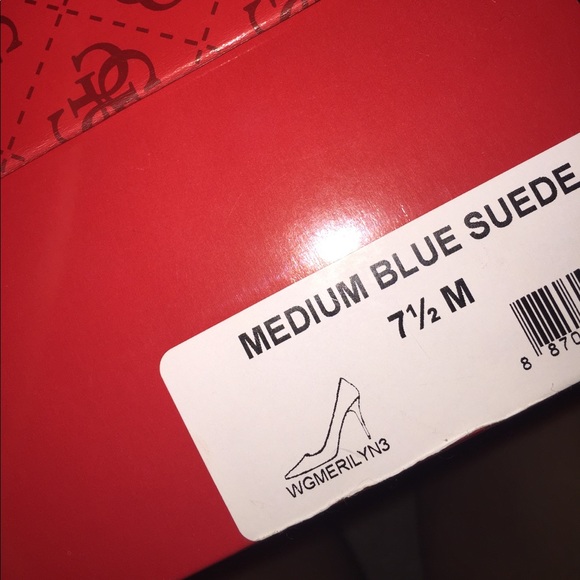 MEDIUM BLUE SUEDE
7½ M
8 870
WGMERILYN3